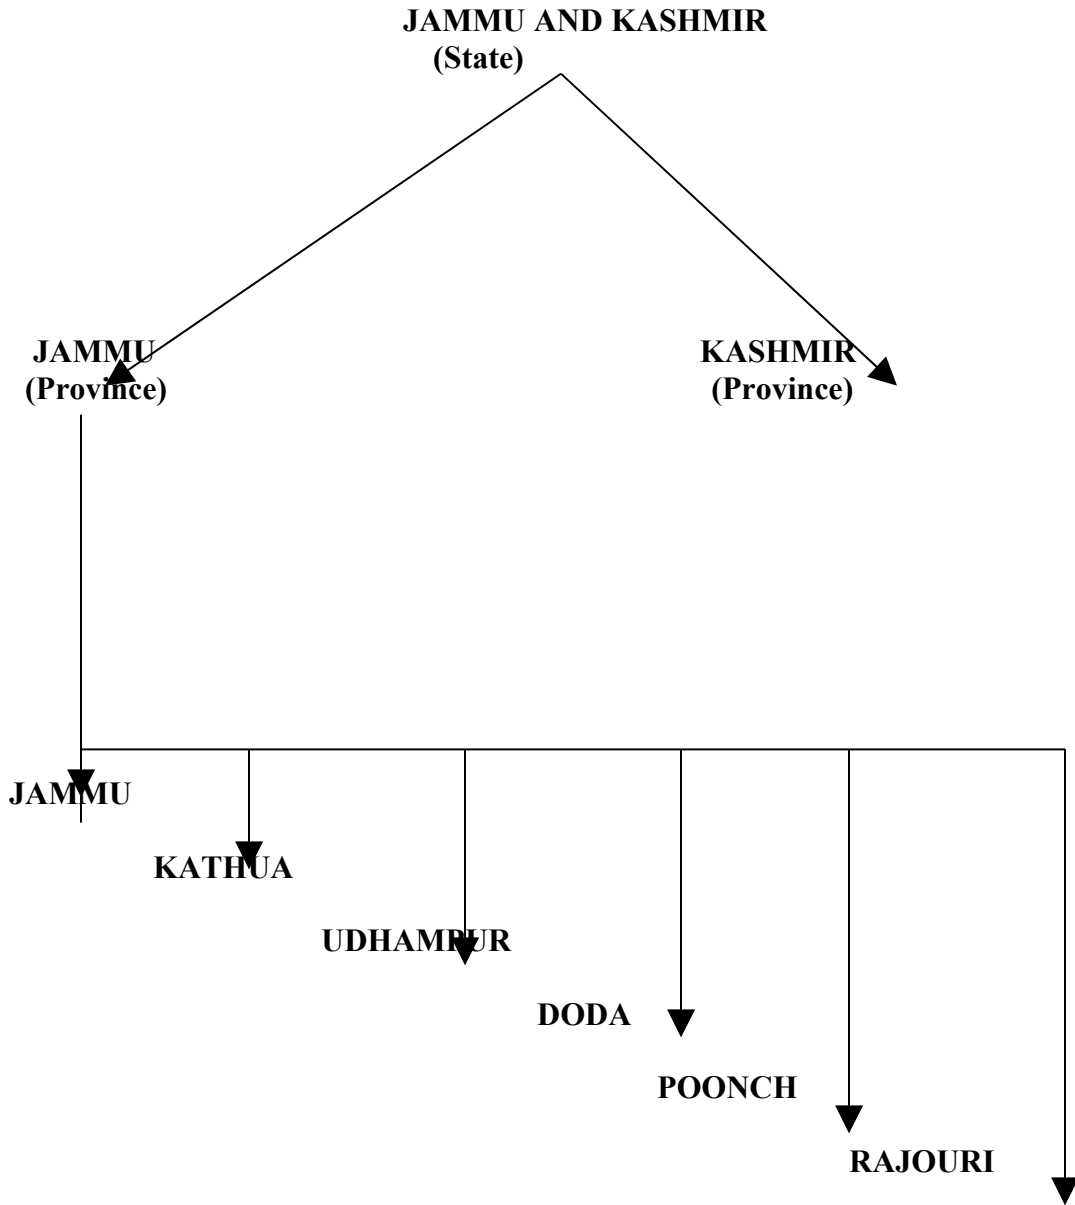 JAMMU AND KASHMIR
(State)
JAMMU
(Province)
KASHMIR
(Province)
JAMMU
KATHUA
UDHAMPUR
DODA
POONCH
RAJOURI